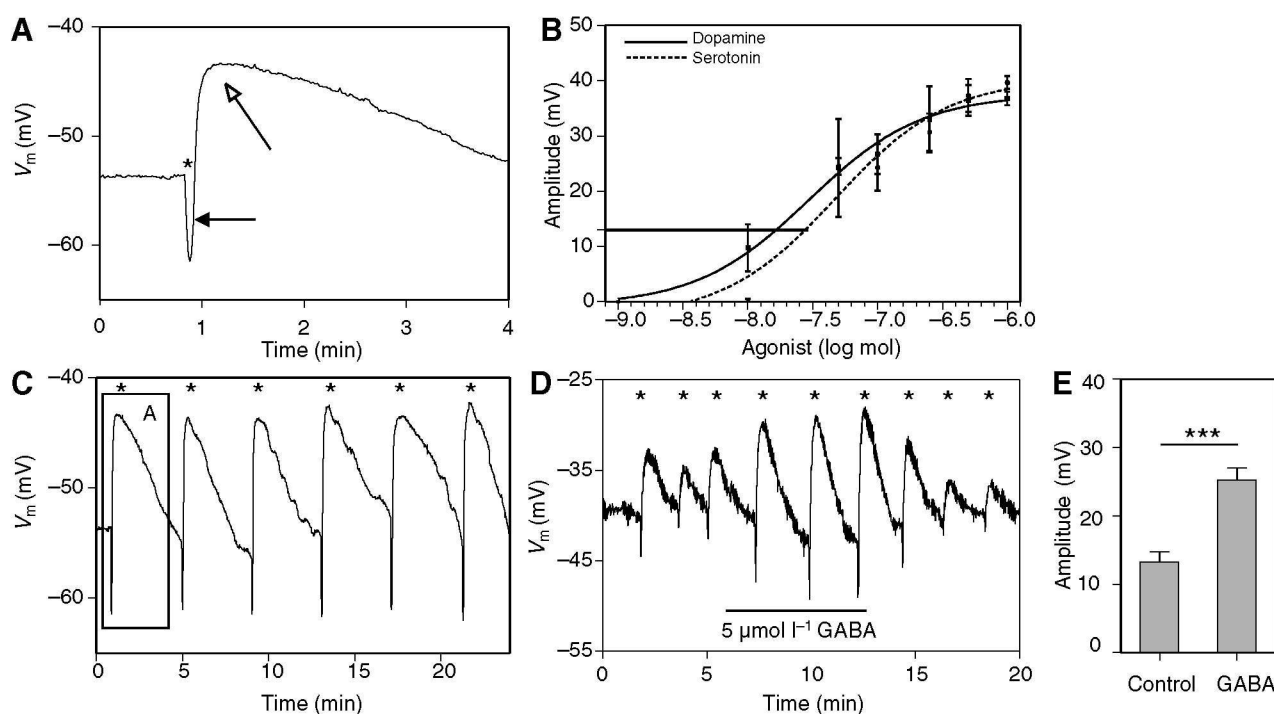 A
−40
−50
−60
Vm (mV)
*
0 1 2 3 4
Time (min)
B
50
40
30
20
10
0
Amplitude (mV)
Dopamine
Serotonin
−9.0 −8.5 −8.0 −7.5 −7.0 −6.5 −6.0
Agonist (log mol)
C
−40
−50
−60
Vm (mV)
* * * * * *
A
0 5 10 15 20
Time (min)
D
−25
−35
−45
−55
Vm (mV)
* * * * * * * * *
5 µmol l⁻¹ GABA
0 5 10 15 20
Time (min)
E
40
30
20
10
0
Amplitude (mV)
***
Control GABA